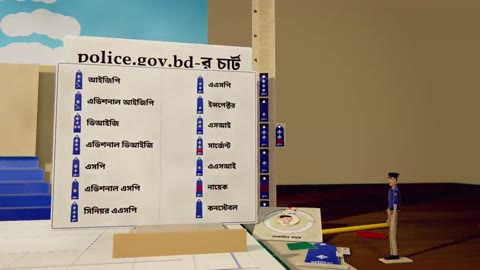 police.gov.bd-র চার্ট
আইজিপি
এডিশনাল আইজিপি
ডিআইজি
এডিশনাল ডিআইজি
এসপি
এডিশনাল এসপি
সিনিয়র এএসপি
এএসপি
ইন্সপেক্টর
এসআই
সার্জেন্ট
এএসআই
নায়েক
কনস্টেবল